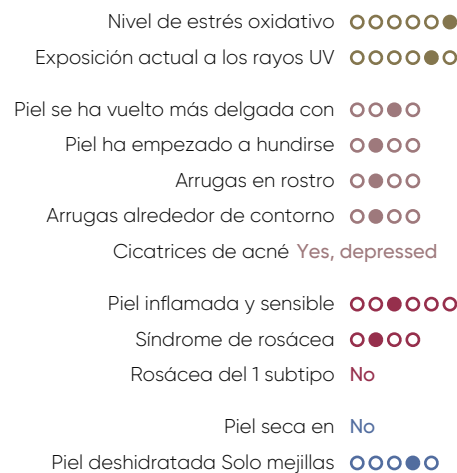 Nivel de estrés oxidativo
Exposición actual a los rayos UV
Piel se ha vuelto más delgada con
Piel ha empezado a hundirse
Arrugas en rostro
Arrugas alrededor de contorno
Cicatrices de acné Yes, depressed
Piel inflamada y sensible
Síndrome de rosácea
Rosácea del 1 subtipo No
Piel seca en No
Piel deshidratada Solo mejillas